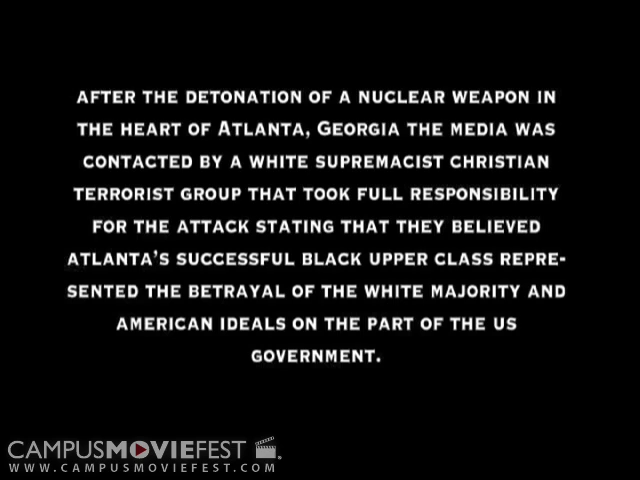 AFTER THE DETONATION OF A NUCLEAR WEAPON IN
THE HEART OF ATLANTA, GEORGIA THE MEDIA WAS
CONTACTED BY A WHITE SUPREMACIST CHRISTIAN
TERRORIST GROUP THAT TOOK FULL RESPONSIBILITY
FOR THE ATTACK STATING THAT THEY BELIEVED
ATLANTA'S SUCCESSFUL BLACK UPPER CLASS REPRE-
SENTED THE BETRAYAL OF THE WHITE MAJORITY AND
AMERICAN IDEALS ON THE PART OF THE US
GOVERNMENT.
CAMPUSMOVIEFEST
WWW.CAMPUSMOVIEFEST.COM